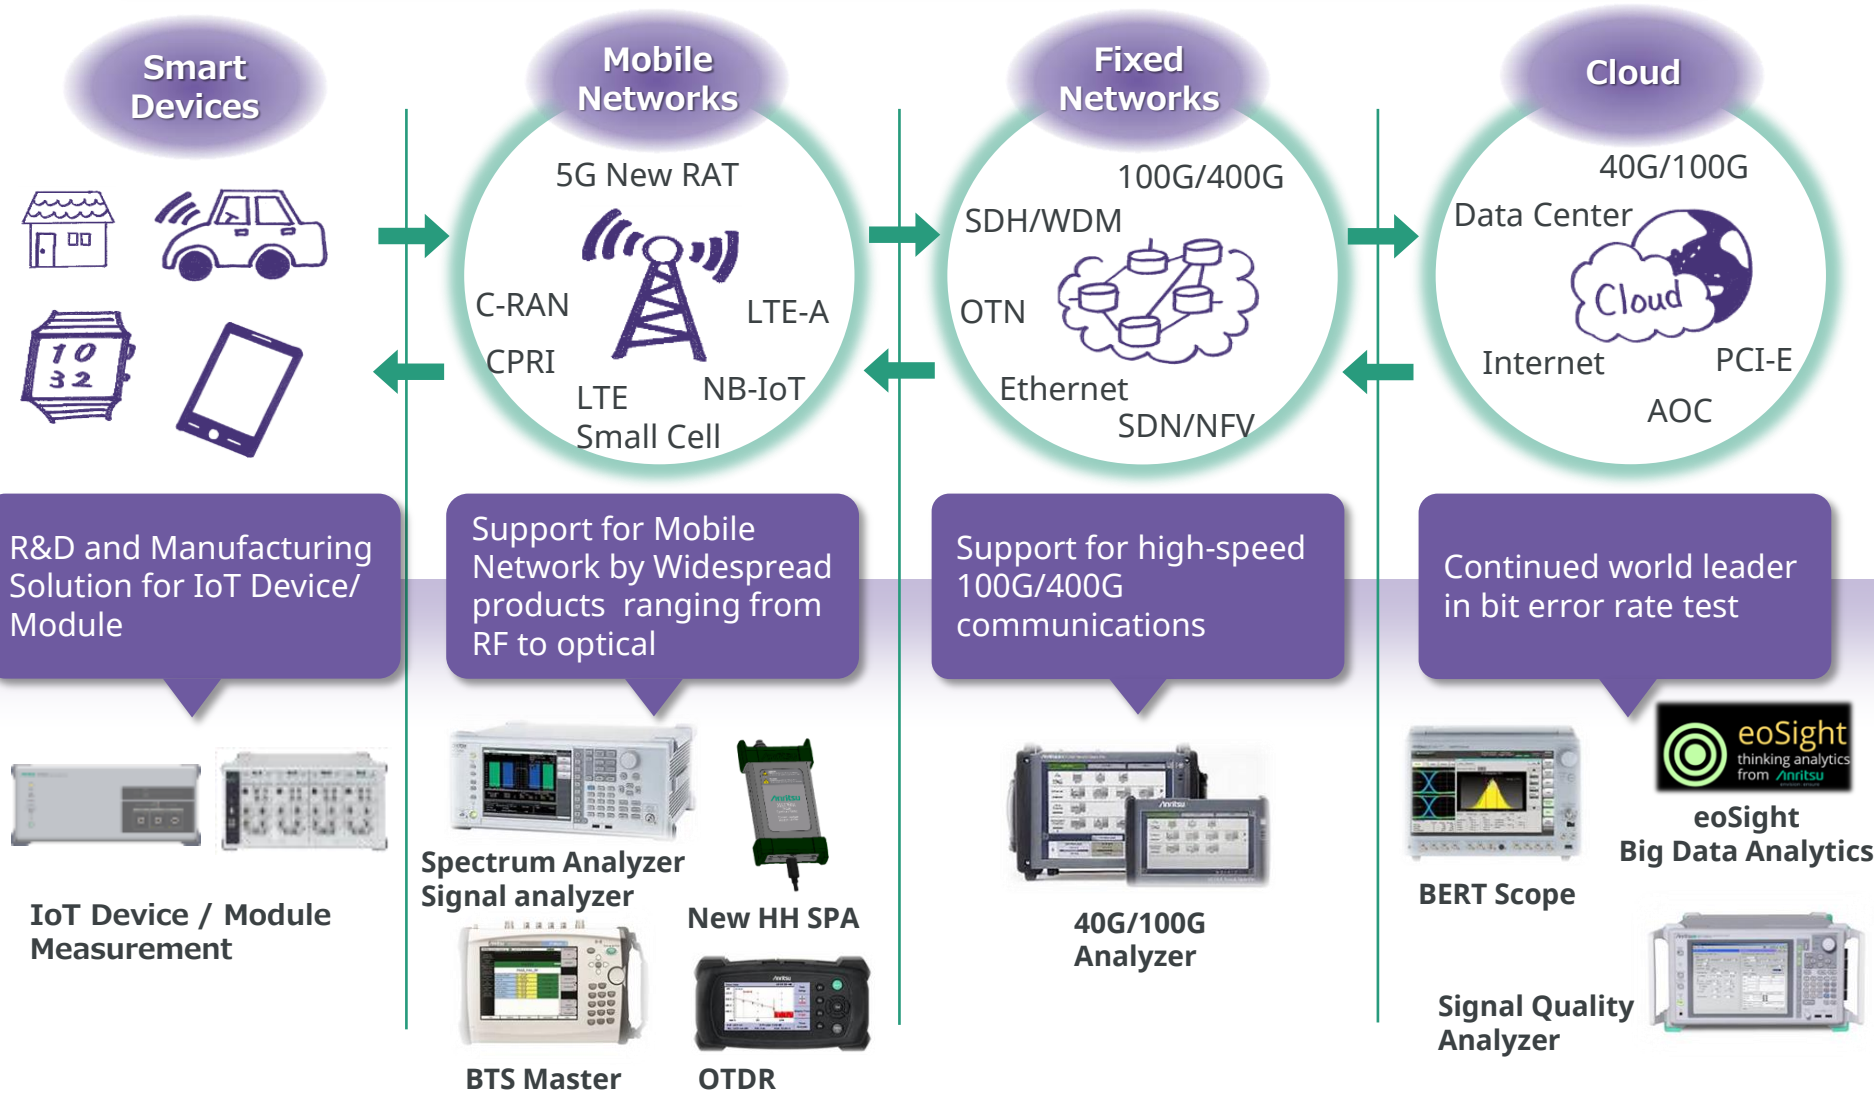 Smart
Devices
Mobile
Networks
Fixed
Networks
Cloud
5G New RAT
C-RAN
LTE-A
CPRI
NB-IoT
LTE
Small Cell
100G/400G
SDH/WDM
OTN
Ethernet
SDN/NFV
40G/100G
Data Center
Cloud
Internet
PCI-E
AOC
10
32
R&D and Manufacturing
Solution for IoT Device/
Module
Support for Mobile
Network by Widespread
products ranging from
RF to optical
Support for high-speed
100G/400G
communications
Continued world leader
in bit error rate test
IoT Device / Module
Measurement
Spectrum Analyzer
Signal analyzer
Anritsu
New HH SPA
BTS Master
Anritsu
OTDR
Anritsu
40G/100G
Analyzer
BERT Scope
eoSight
thinking analytics
from Anritsu
eoSight
Big Data Analytics
Signal Quality
Analyzer